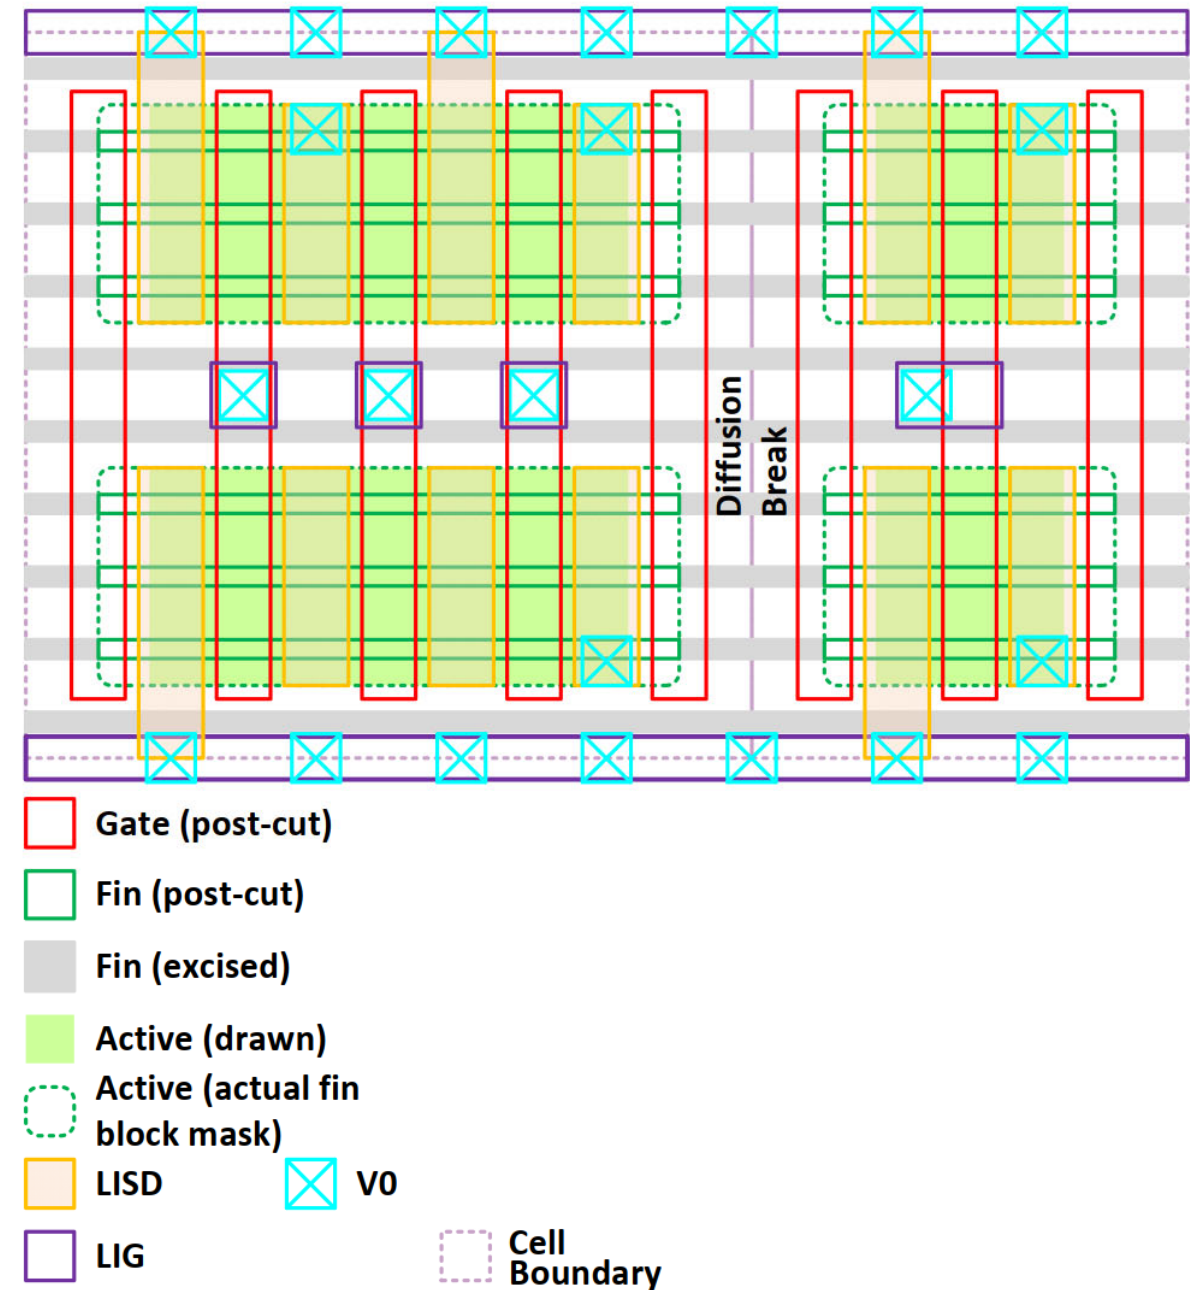 Diffusion
Break
Gate (post-cut)
Fin (post-cut)
Fin (excised)
Active (drawn)
Active (actual fin
block mask)
LISD
V0
LIG
Cell
Boundary